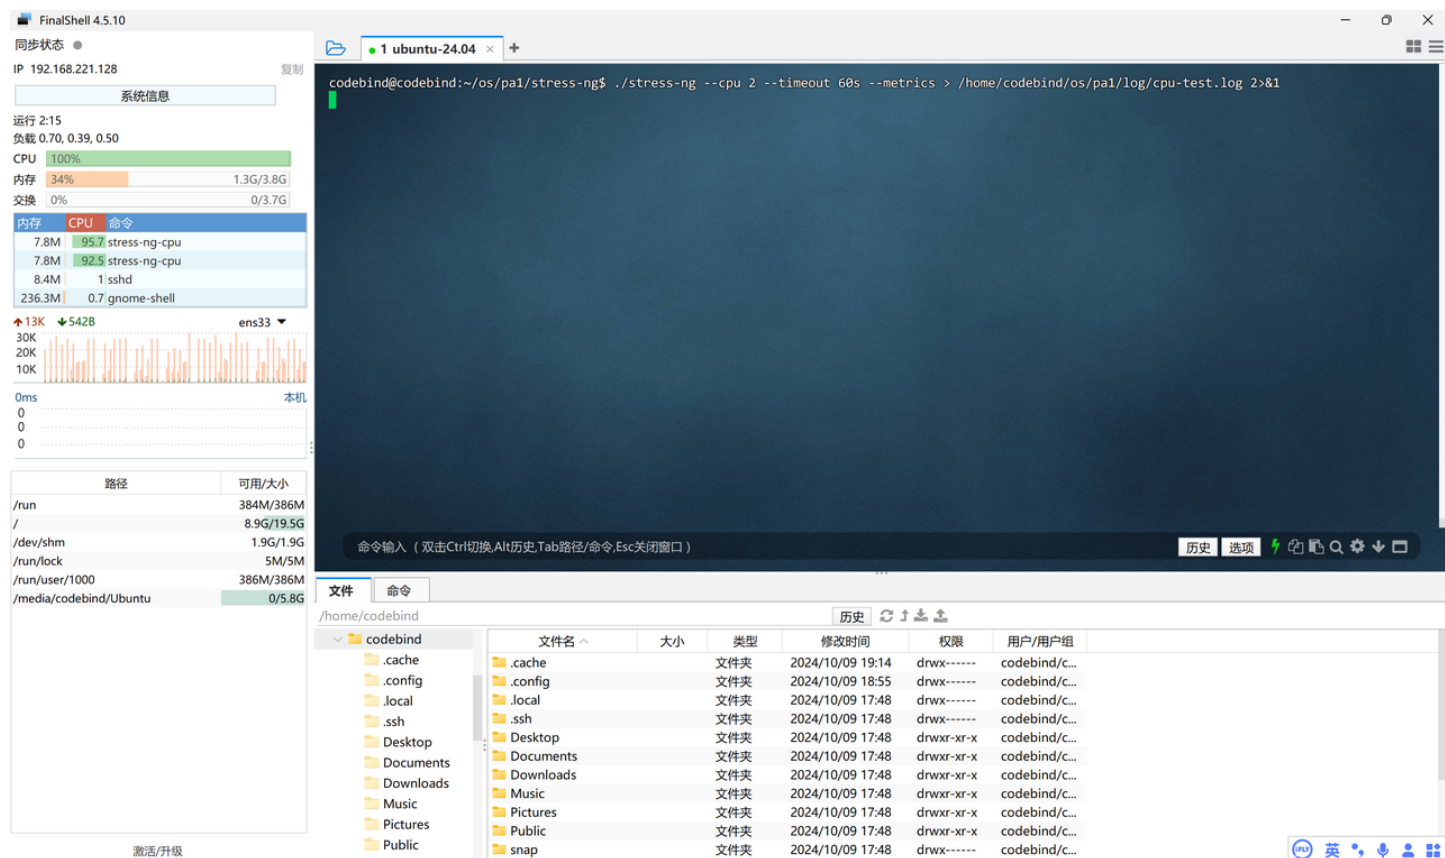 FinalShell 4.5.10
同步状态
IP 192.168.221.128 复制
系统信息
运行 2:15
负载 0.70, 0.39, 0.50
CPU 100%
内存 34% 1.3G/3.8G
交换 0% 0/3.7G
内存 CPU 命令
7.8M 95.7 stress-ng-cpu
7.8M 92.5 stress-ng-cpu
8.4M 1 sshd
236.3M 0.7 gnome-shell
13K 542B ens33
30K
20K
10K
0ms 本机
0
0
0
路径 可用/大小
/run 384M/386M
/ 8.9G/19.5G
/dev/shm 1.9G/1.9G
/run/lock 5M/5M
/run/user/1000 386M/386M
/media/codebind/Ubuntu 0/5.8G
激活/升级
1 ubuntu-24.04
codebind@codebind:~/os/pa1/stress-ng$ ./stress-ng --cpu 2 --timeout 60s --metrics > /home/codebind/os/pa1/log/cpu-test.log 2>&1
命令输入 （双击Ctrl切换,Alt历史,Tab路径/命令,Esc关闭窗口）
历史 选项
文件 命令
/home/codebind 历史
codebind
.cache
.config
.local
.ssh
Desktop
Documents
Downloads
Music
Pictures
Public
文件名 大小 类型 修改时间 权限 用户/用户组
.cache 文件夹 2024/10/09 19:14 drwx------ codebind/c...
.config 文件夹 2024/10/09 18:55 drwx------ codebind/c...
.local 文件夹 2024/10/09 17:48 drwx------ codebind/c...
.ssh 文件夹 2024/10/09 17:48 drwx------ codebind/c...
Desktop 文件夹 2024/10/09 17:48 drwxr-xr-x codebind/c...
Documents 文件夹 2024/10/09 17:48 drwxr-xr-x codebind/c...
Downloads 文件夹 2024/10/09 17:48 drwxr-xr-x codebind/c...
Music 文件夹 2024/10/09 17:48 drwxr-xr-x codebind/c...
Pictures 文件夹 2024/10/09 17:48 drwxr-xr-x codebind/c...
Public 文件夹 2024/10/09 17:48 drwxr-xr-x codebind/c...
snap 文件夹 2024/10/09 17:48 drwx------ codebind/c...
iFLY 英